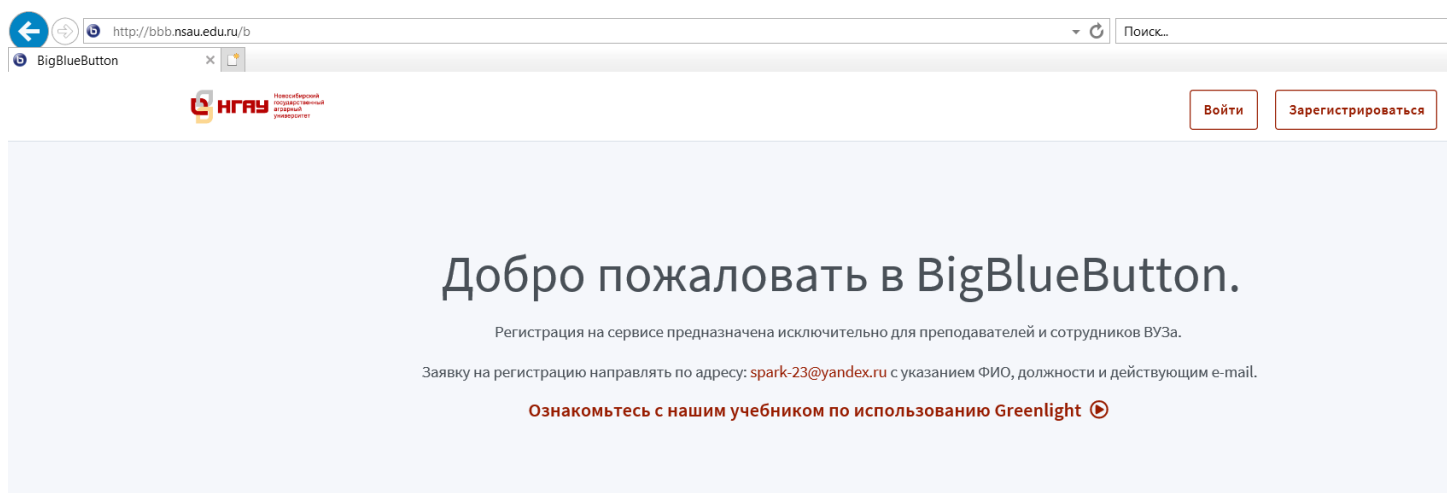 http://bbb.nsau.edu.ru/b
Поиск...
BigBlueButton
НГАУ
Новосибирский
государственный
аграрный
университет
Войти
Зарегистрироваться
Добро пожаловать в BigBlueButton.
Регистрация на сервисе предназначена исключительно для преподавателей и сотрудников ВУЗа.
Заявку на регистрацию направлять по адресу: spark-23@yandex.ru с указанием ФИО, должности и действующим e-mail.
Ознакомьтесь с нашим учебником по использованию Greenlight